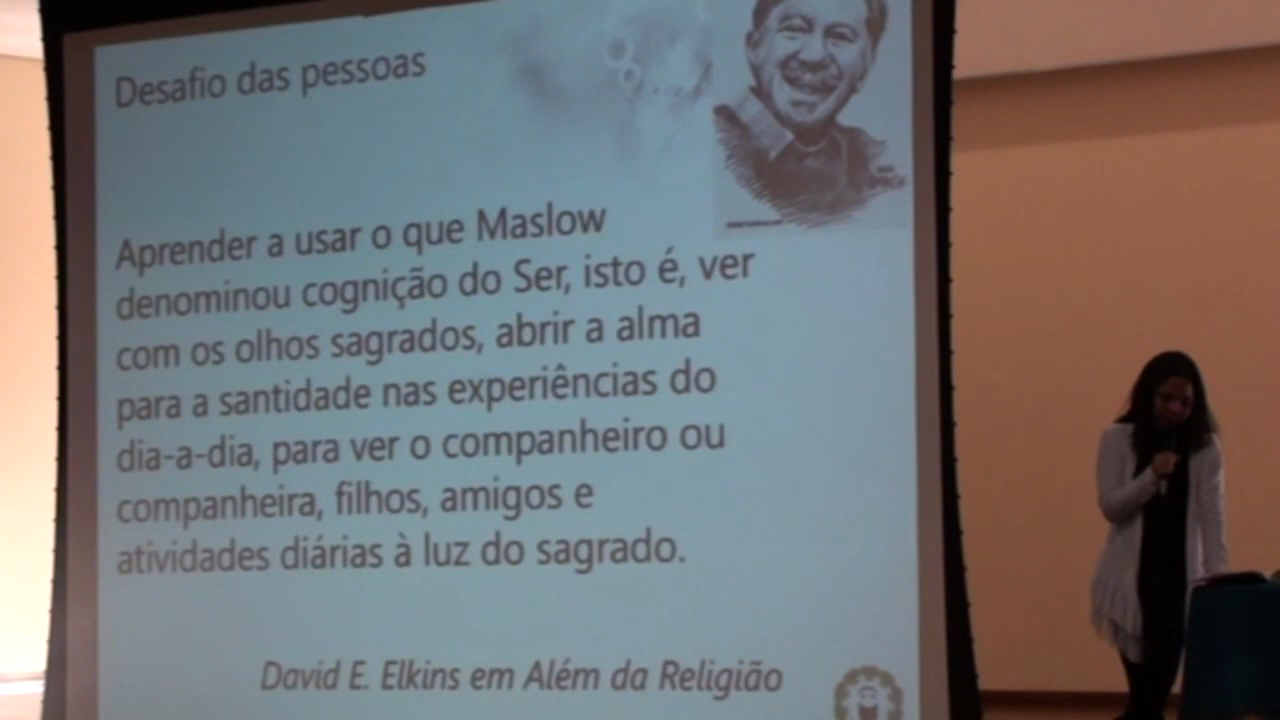 Desafio das pessoas
Aprender a usar o que Maslow
denominou cognição do Ser, isto é, ver
com os olhos sagrados, abrir a alma
para a santidade nas experiências do
dia-a-dia, para ver o companheiro ou
companheira, filhos, amigos e
atividades diárias à luz do sagrado.
David E. Elkins em Além da Religião